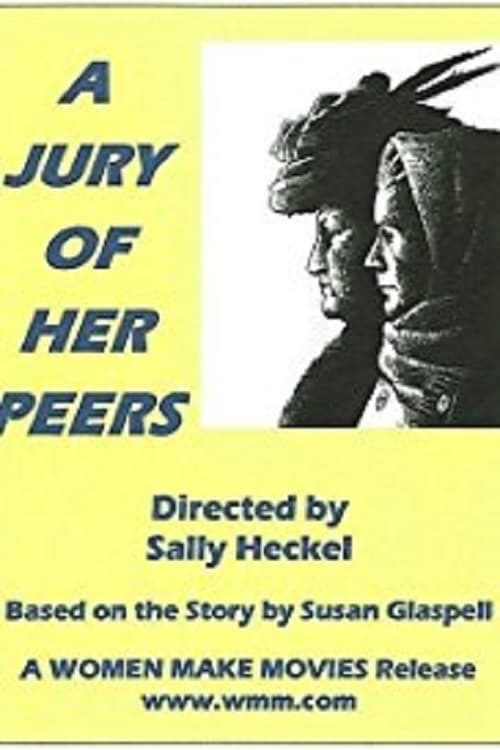 A
JURY
OF
HER
PEERS
Directed by
Sally Heckel
Based on the Story by Susan Glaspell
A WOMEN MAKE MOVIES Release
www.wmm.com